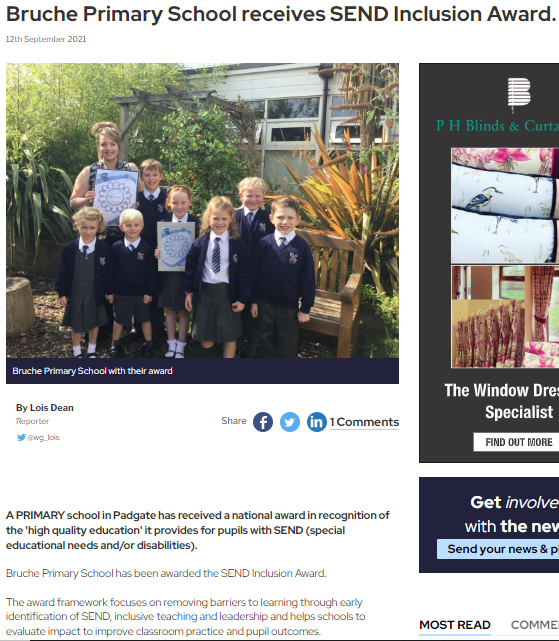 Bruche Primary School receives SEND Inclusion Award.
12th September 2021
Bruche Primary School with their award
By Lois Dean
Reporter
@wg_lois
Share
1 Comments
A PRIMARY school in Padgate has received a national award in recognition of
the 'high quality education' it provides for pupils with SEND (special
educational needs and/or disabilities).
Bruche Primary School has been awarded the SEND Inclusion Award.
The award framework focuses on removing barriers to learning through early
identification of SEND, inclusive teaching and leadership and helps schools to
evaluate impact to improve classroom practice and pupil outcomes.
B
P H Blinds & Curta
The Window Dres
Specialist
FIND OUT MORE
Get involve
with the new
Send your news & p
MOST READ
COMME